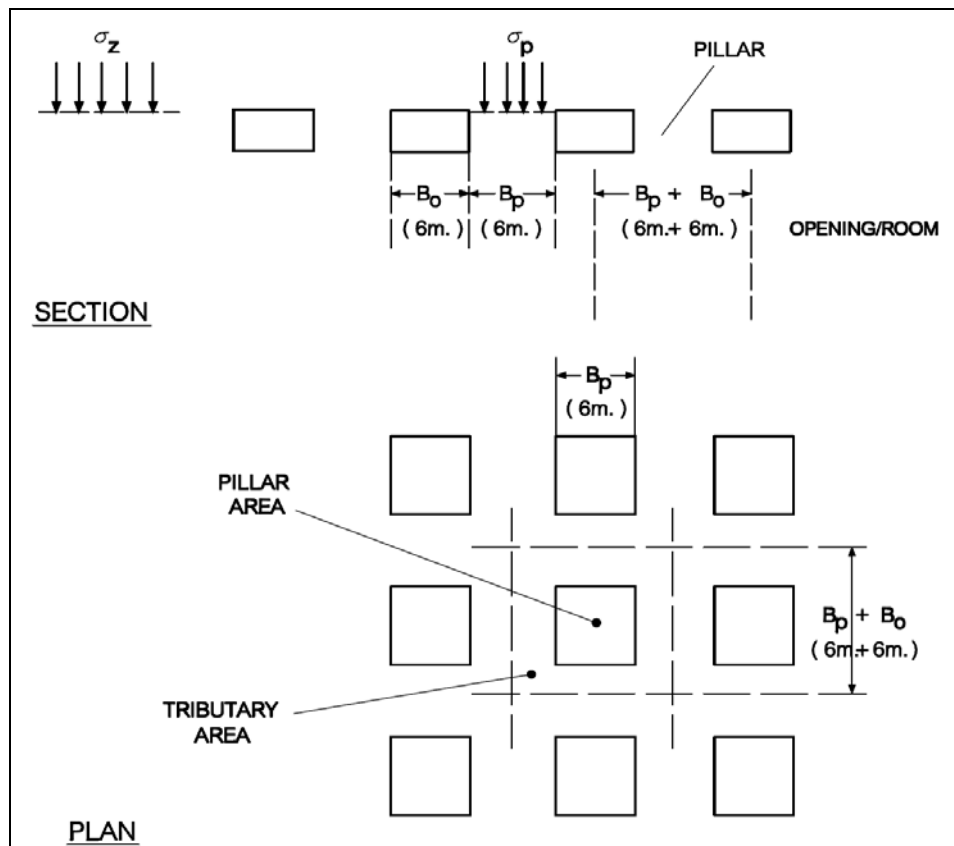 σz
σp
PILLAR
Bo
(6m.)
Bp
(6m.)
Bp + Bo
(6m.+ 6m.)
OPENING/ROOM
SECTION
Bp
(6m.)
PILLAR
AREA
Bp + Bo
(6m.+6m.)
TRIBUTARY
AREA
PLAN